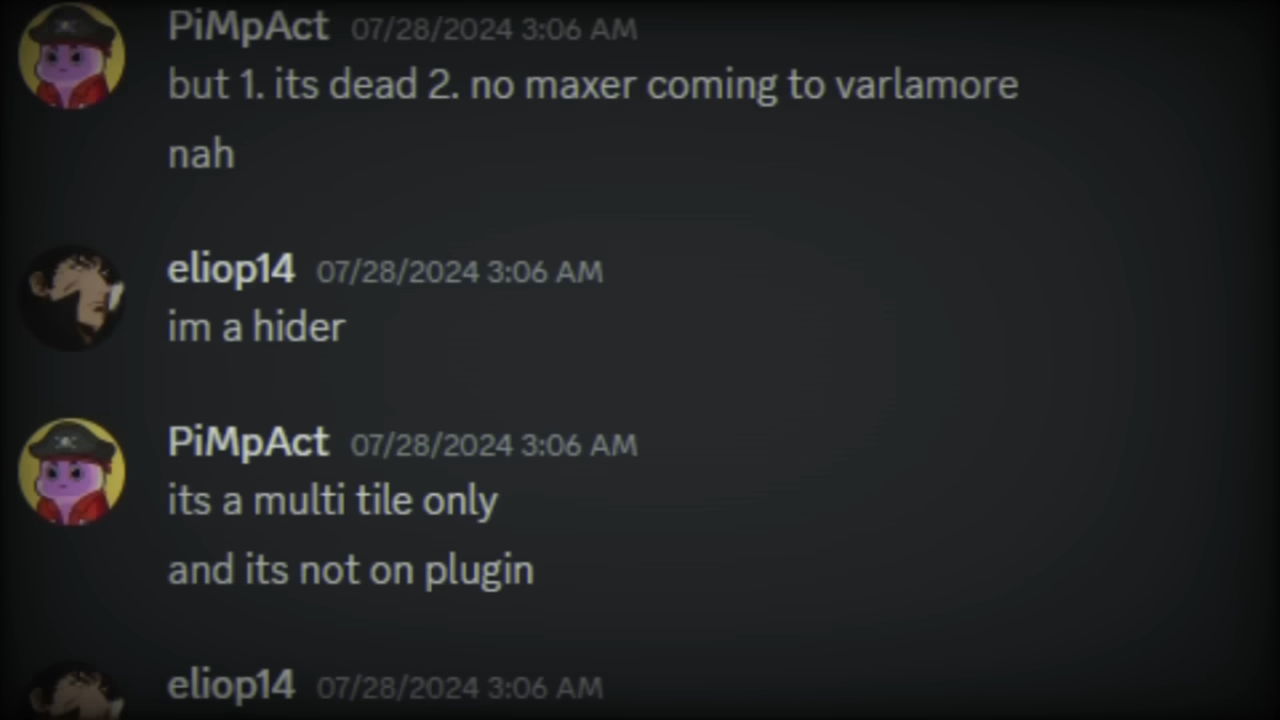 PiMpAct 07/28/2024 3:06 AM
but 1. its dead 2. no maxer coming to varlamore
nah
eliop14 07/28/2024 3:06 AM
im a hider
PiMpAct 07/28/2024 3:06 AM
its a multi tile only
and its not on plugin
eliop14 07/28/2024 3:06 AM